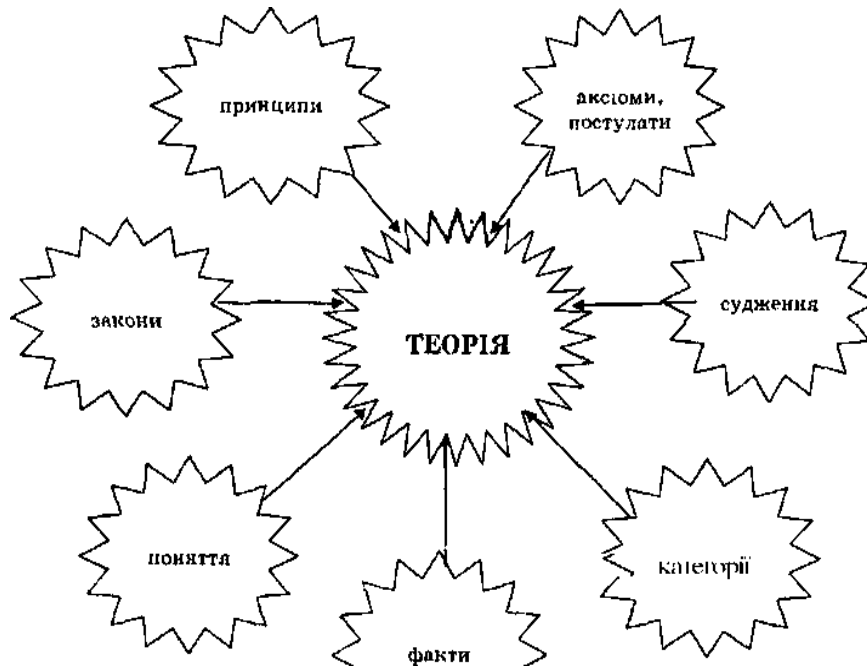 принципи
аксіоми,
постулати
закони
ТЕОРІЯ
судження
поняття
категорії
факти